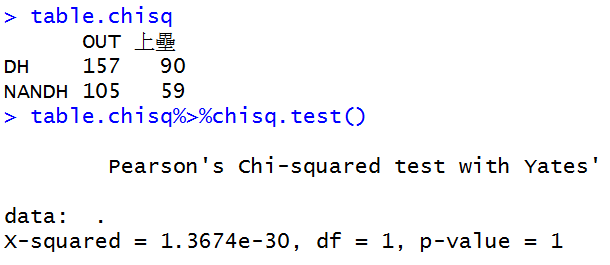 > table.chisq
OUT 上壘
DH 157 90
NANDH 105 59
> table.chisq%>%chisq.test()
Pearson's Chi-squared test with Yates'
data: .
X-squared = 1.3674e-30, df = 1, p-value = 1